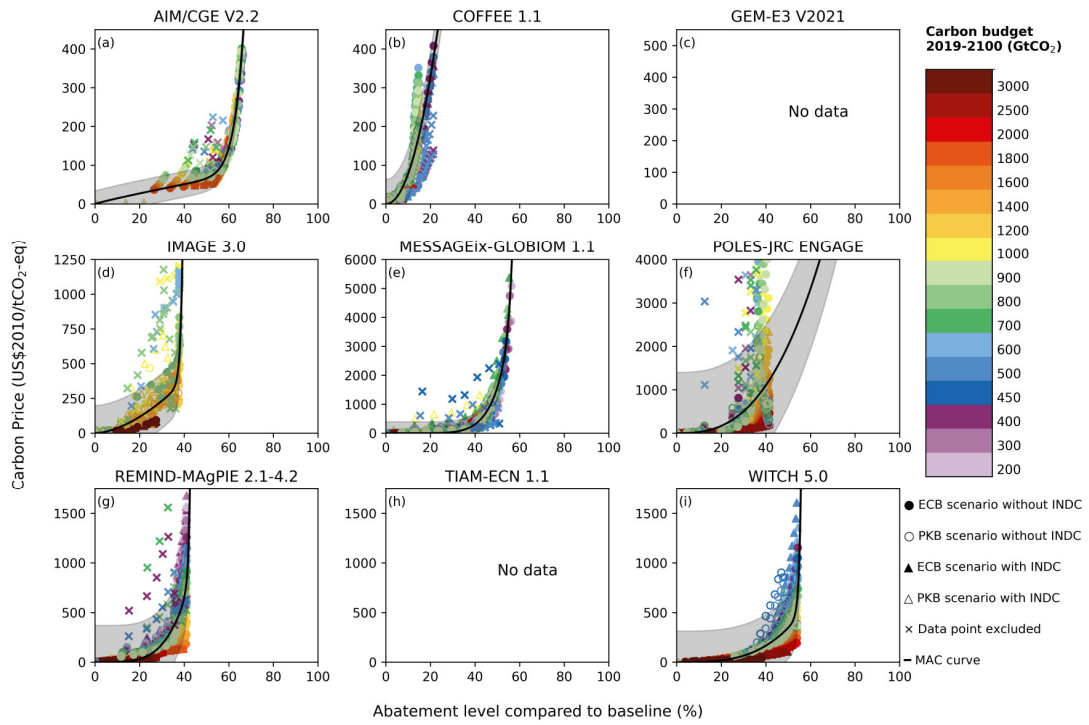 AIM/CGE V2.2
COFFEE 1.1
GEM-E3 V2021
(a)
(b)
(c)
400
300
200
100
0
0 20 40 60 80 100
400
300
200
100
0
0 20 40 60 80 100
500
400
300
200
100
0
0 20 40 60 80 100
No data
IMAGE 3.0
MESSAGEix-GLOBIOM 1.1
POLES-JRC ENGAGE
(d)
(e)
(f)
1250
1000
750
500
250
0
0 20 40 60 80 100
6000
5000
4000
3000
2000
1000
0
0 20 40 60 80 100
4000
3000
2000
1000
0
0 20 40 60 80 100
REMIND-MAgPIE 2.1-4.2
TIAM-ECN 1.1
WITCH 5.0
(g)
(h)
(i)
1500
1000
500
0
0 20 40 60 80 100
1500
1000
500
0
0 20 40 60 80 100
No data
1500
1000
500
0
0 20 40 60 80 100
Carbon Price (US$2010/tCO₂-eq)
Abatement level compared to baseline (%)
Carbon budget
2019-2100 (GtCO₂)
3000
2500
2000
1800
1600
1400
1200
1000
900
800
700
600
500
450
400
300
200
ECB scenario without INDC
PKB scenario without INDC
ECB scenario with INDC
PKB scenario with INDC
Data point excluded
MAC curve